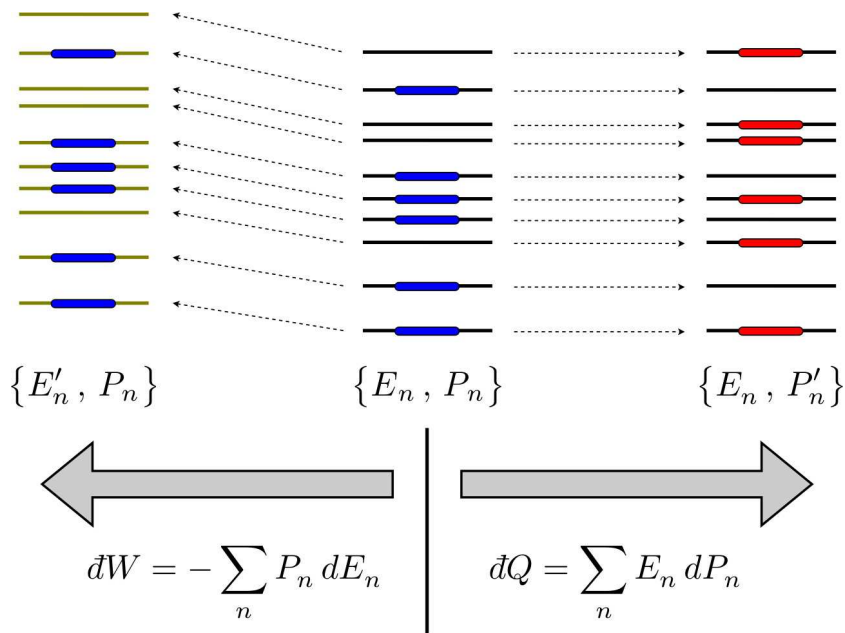 {E′ₙ , Pₙ} {Eₙ , Pₙ} {Eₙ , P′ₙ}
đW = − ∑ₙ Pₙ dEₙ đQ = ∑ₙ Eₙ dPₙ